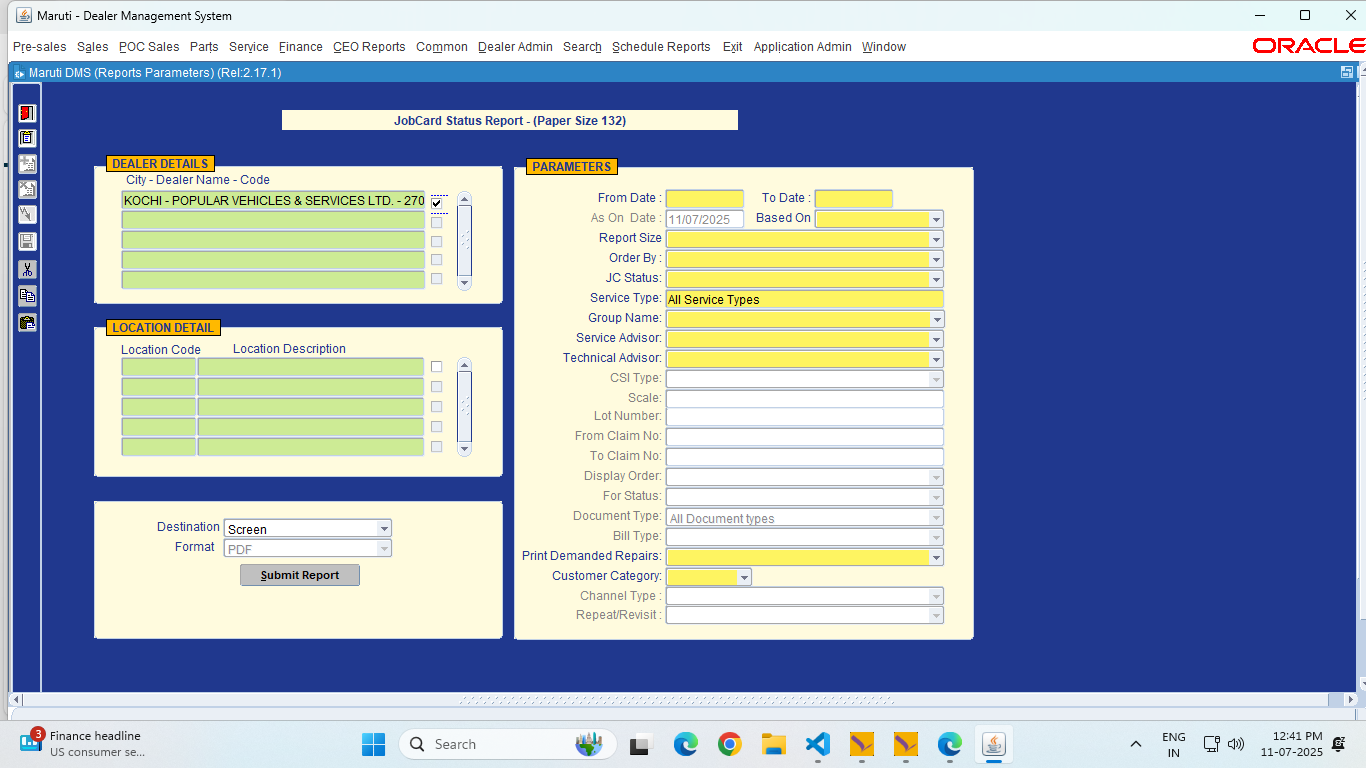 Maruti - Dealer Management System
Pre-sales Sales POC Sales Parts Service Finance CEO Reports Common Dealer Admin Search Schedule Reports Exit Application Admin Window
ORACLE
Maruti DMS (Reports Parameters) (Rel:2.17.1)
JobCard Status Report - (Paper Size 132)
DEALER DETAILS
City - Dealer Name - Code
KOCHI - POPULAR VEHICLES & SERVICES LTD. - 270
LOCATION DETAIL
Location Code Location Description
Destination Screen
Format PDF
Submit Report
PARAMETERS
From Date : To Date :
As On Date : 11/07/2025 Based On
Report Size
Order By :
JC Status:
Service Type: All Service Types
Group Name:
Service Advisor:
Technical Advisor:
CSI Type:
Scale:
Lot Number:
From Claim No:
To Claim No:
Display Order:
For Status:
Document Type: All Document types
Bill Type:
Print Demanded Repairs:
Customer Category:
Channel Type :
Repeat/Revisit :
3
Finance headline
US consumer se...
Search
ENG
IN
12:41 PM
11-07-2025